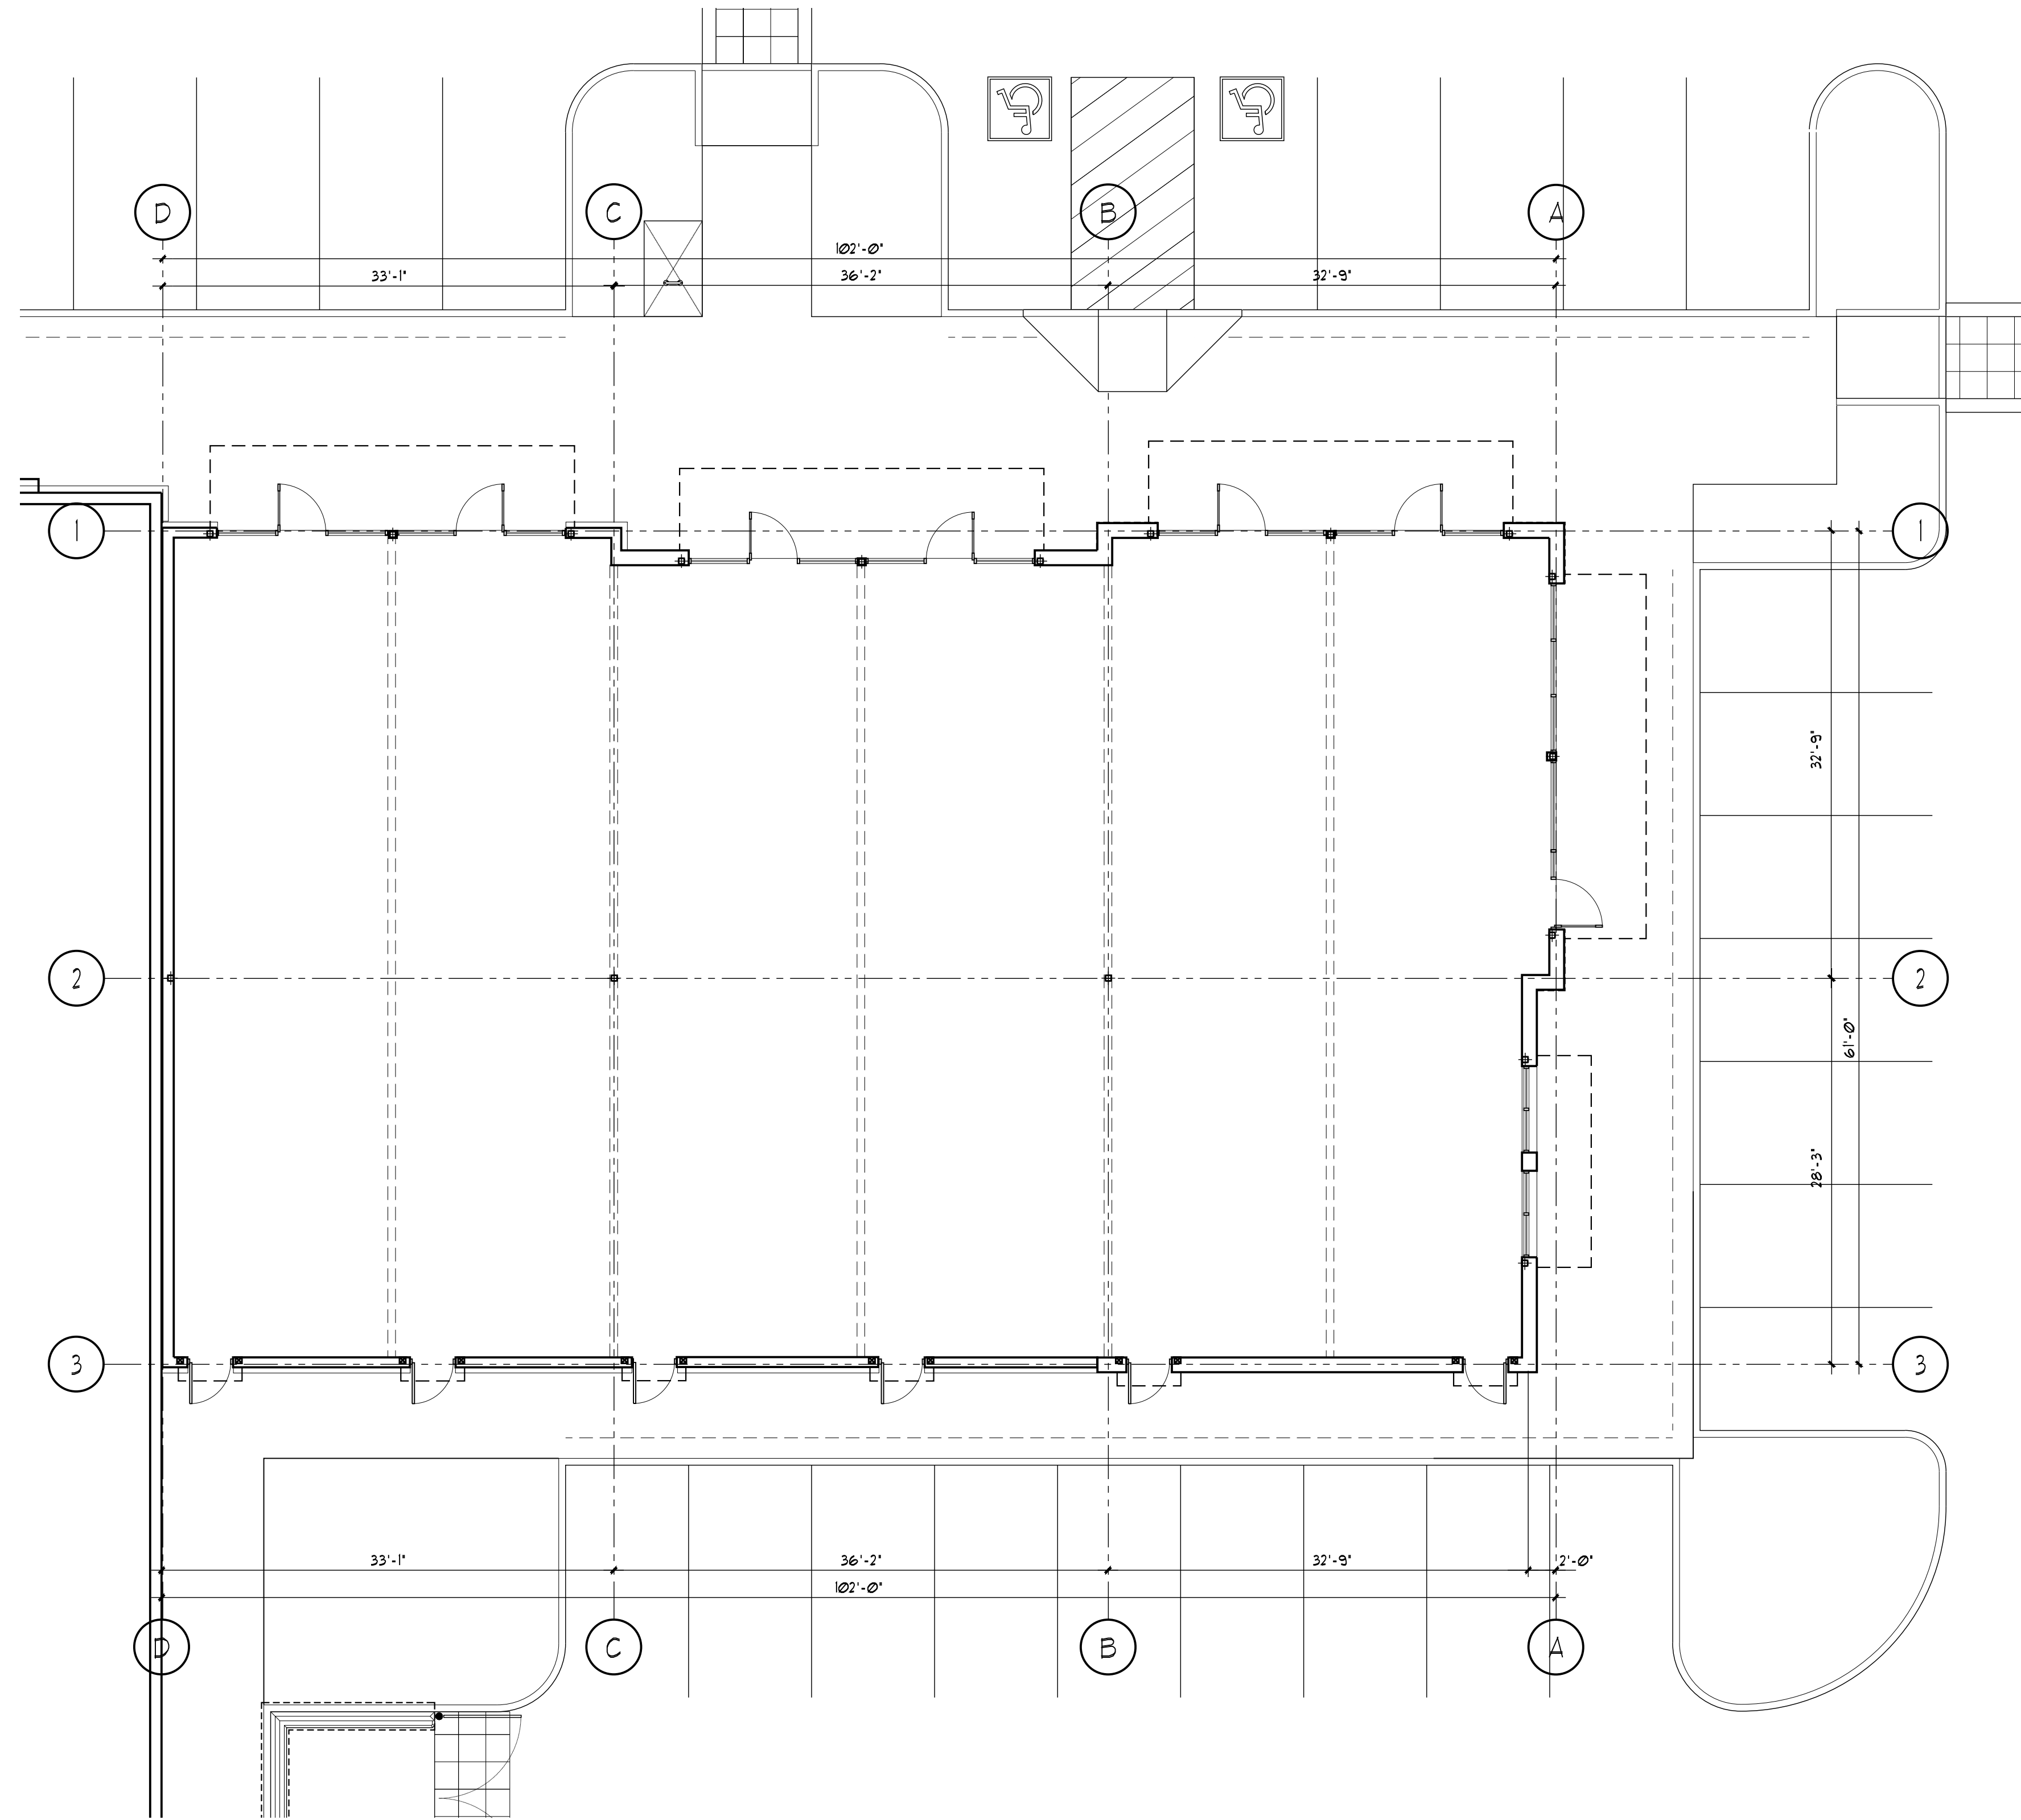 D C B A
102'-0"
33'-1" 36'-2" 32'-9"
1 1
32'-9"
2 2
61'-0"
28'-3"
3 3
33'-1" 36'-2" 32'-9" 2'-0"
102'-0"
D C B A